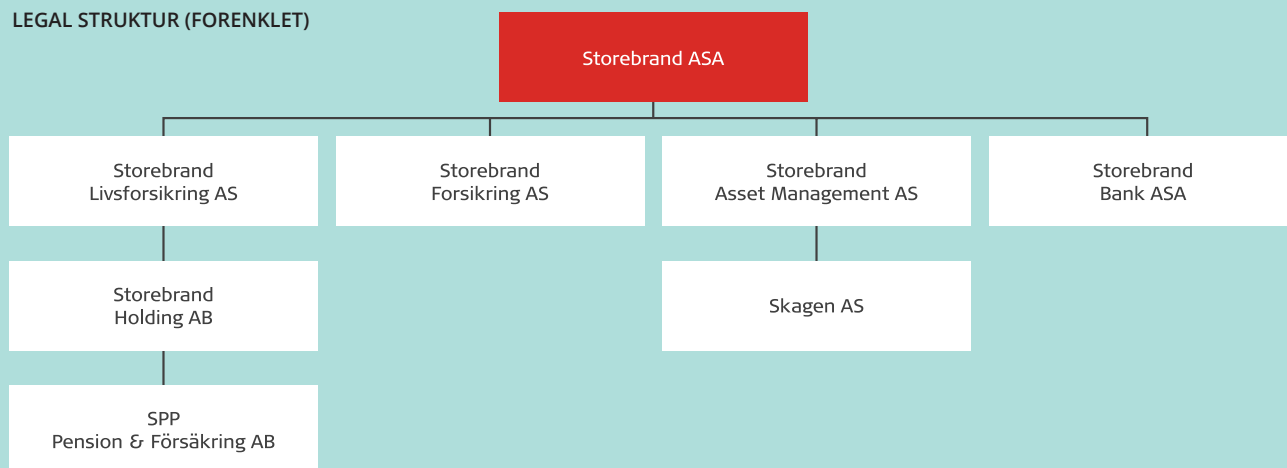 LEGAL STRUKTUR (FORENKLET)
Storebrand ASA
Storebrand
Livsforsikring AS
Storebrand
Forsikring AS
Storebrand
Asset Management AS
Storebrand
Bank ASA
Storebrand
Holding AB
Skagen AS
SPP
Pension & Försäkring AB